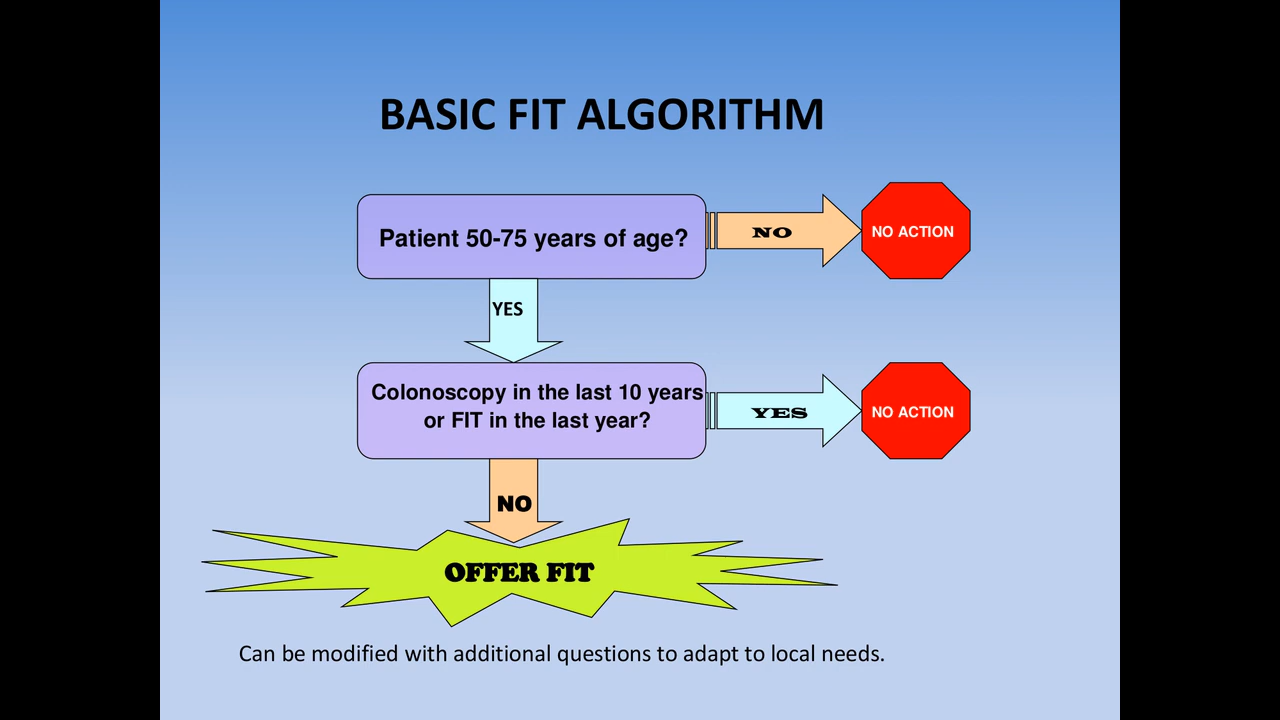 BASIC FIT ALGORITHM
Patient 50-75 years of age?
NO
NO ACTION
YES
Colonoscopy in the last 10 years
or FIT in the last year?
YES
NO ACTION
NO
OFFER FIT
Can be modified with additional questions to adapt to local needs.